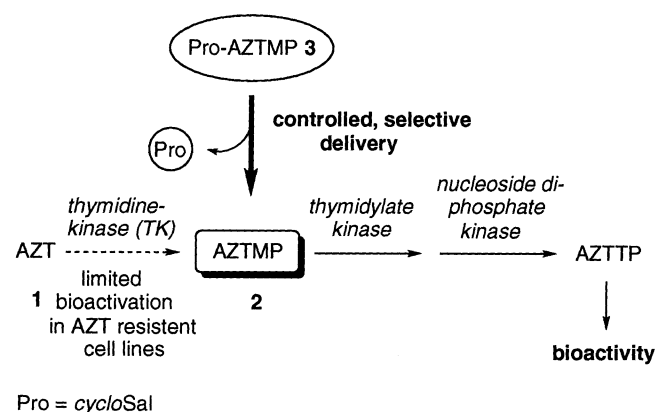 Pro-AZTMP 3
controlled, selective
delivery
Pro
thymidine-
kinase (TK)
thymidylate
kinase
nucleoside di-
phosphate
kinase
AZT
AZTMP
AZTTP
1
limited
bioactivation
in AZT resistent
cell lines
2
bioactivity
Pro = cycloSal